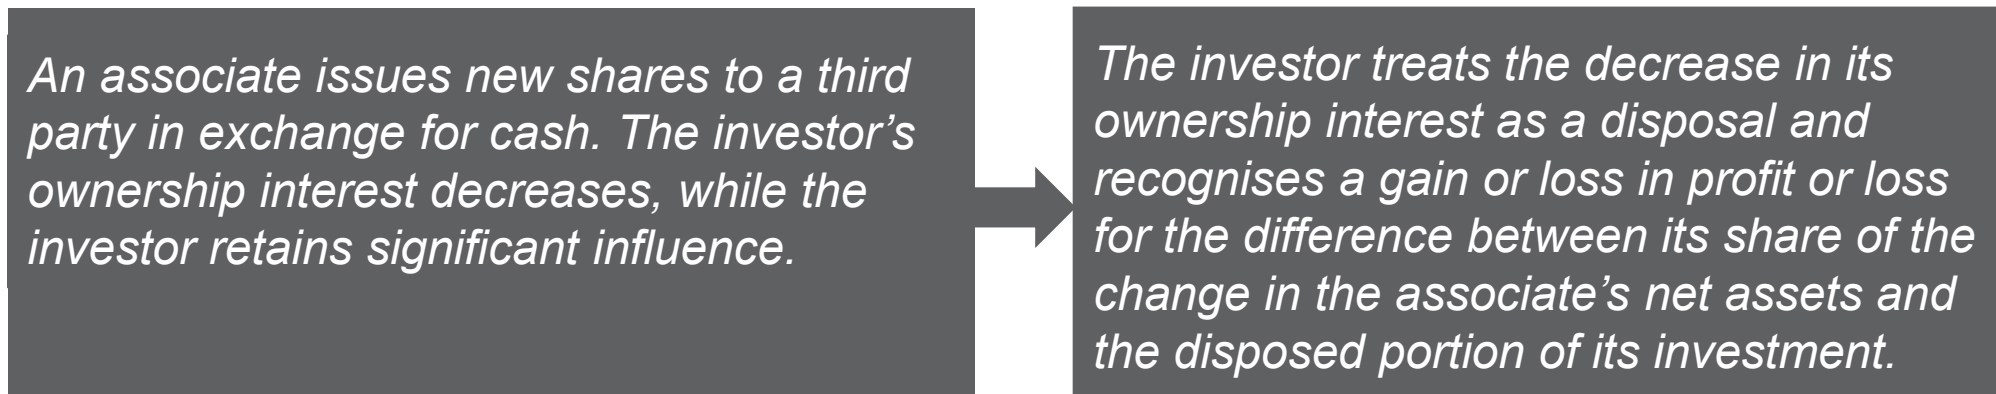 An associate issues new shares to a third
party in exchange for cash. The investor’s
ownership interest decreases, while the
investor retains significant influence.
The investor treats the decrease in its
ownership interest as a disposal and
recognises a gain or loss in profit or loss
for the difference between its share of the
change in the associate’s net assets and
the disposed portion of its investment.